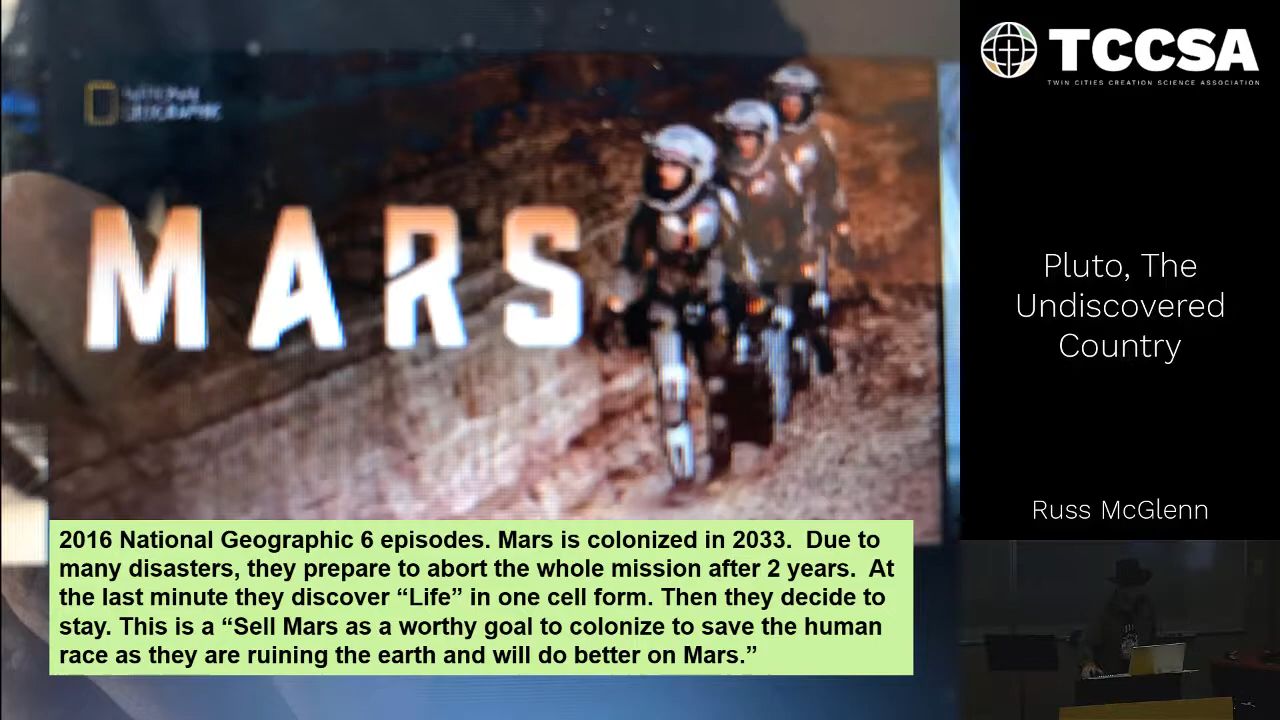 NATIONAL
GEOGRAPHIC
MARS
2016 National Geographic 6 episodes. Mars is colonized in 2033.  Due to
many disasters, they prepare to abort the whole mission after 2 years.  At
the last minute they discover “Life” in one cell form. Then they decide to
stay. This is a “Sell Mars as a worthy goal to colonize to save the human
race as they are ruining the earth and will do better on Mars.”
TCCSA
TWIN CITIES CREATION SCIENCE ASSOCIATION
Pluto, The
Undiscovered
Country
Russ McGlenn